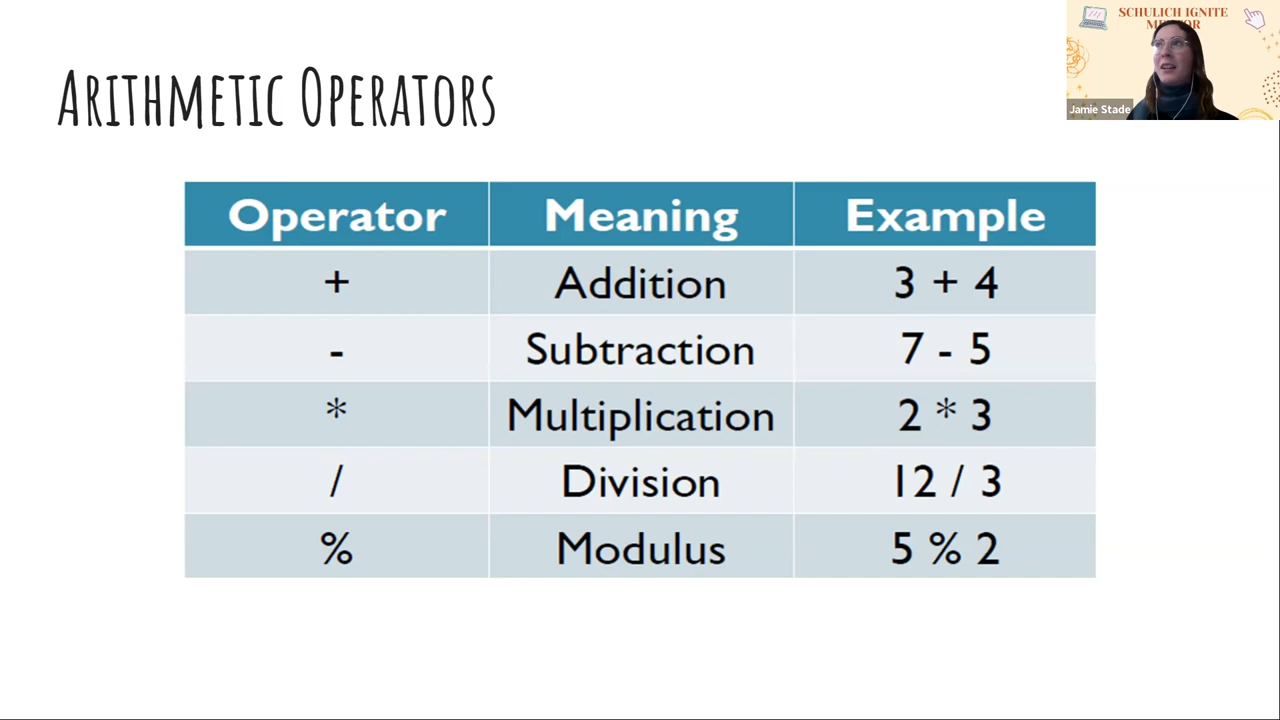 ARITHMETIC OPERATORS
SCHULICH IGNITE
MENTOR
Jamie Stade
Operator Meaning Example
+ Addition 3 + 4
- Subtraction 7 - 5
* Multiplication 2 * 3
/ Division 12 / 3
% Modulus 5 % 2